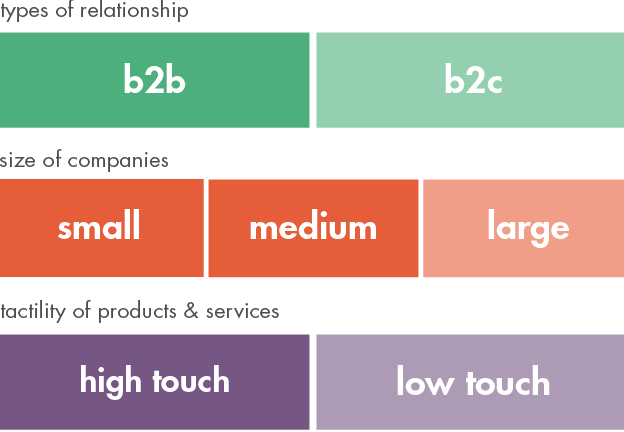 types of relationship
b2b b2c
size of companies
small medium large
tactility of products & services
high touch low touch